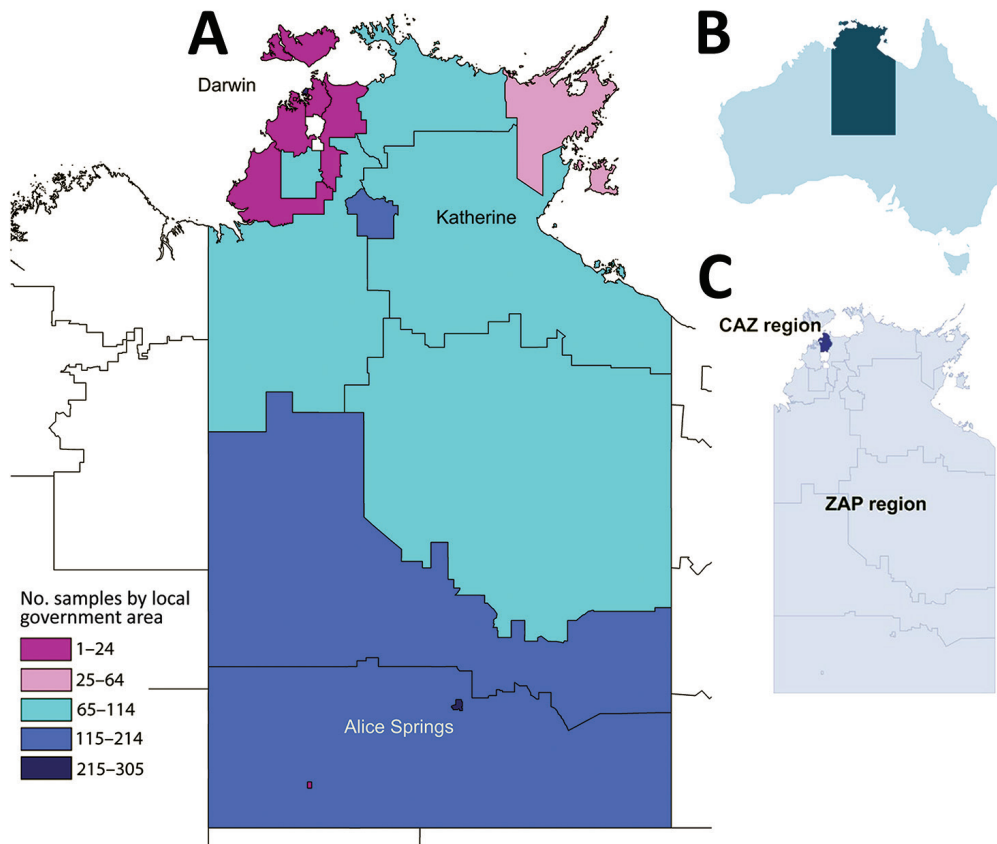 A
Darwin
Katherine
Alice Springs
No. samples by local
government area
1–24
25–64
65–114
115–214
215–305
B
C
CAZ region
ZAP region